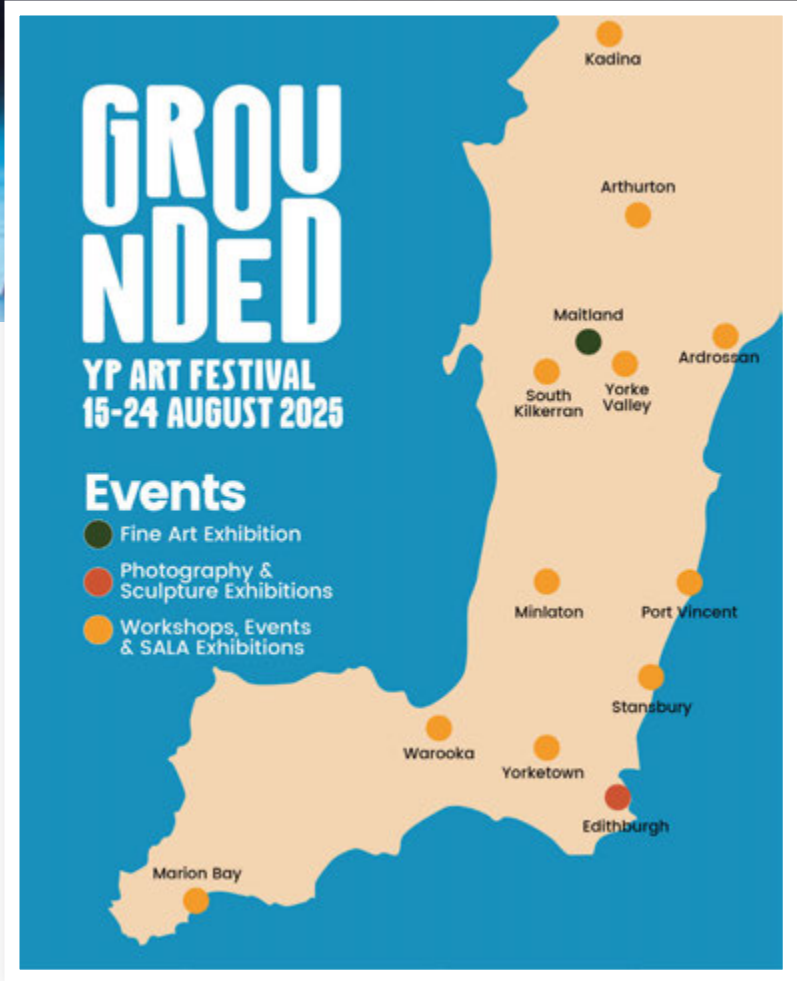 GROU
NDED
YP ART FESTIVAL
15-24 AUGUST 2025
Events
Fine Art Exhibition
Photography &
Sculpture Exhibitions
Workshops, Events
& SALA Exhibitions
Kadina
Arthurton
Maitland
Ardrossan
South
Kilkerran
Yorke
Valley
Minlaton
Port Vincent
Stansbury
Warooka
Yorketown
Edithburgh
Marion Bay